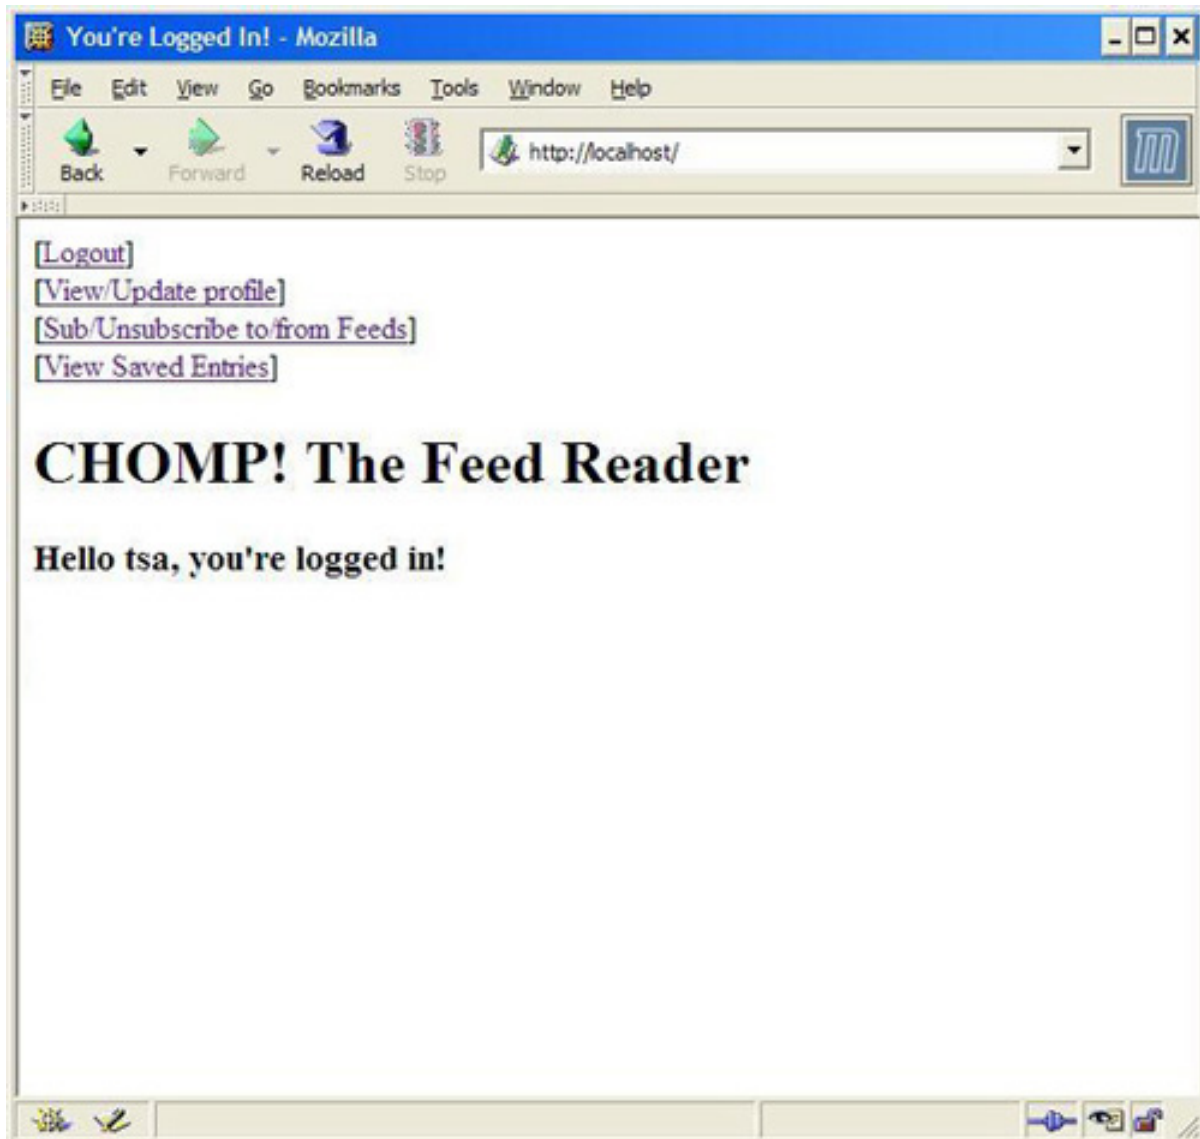 You're Logged In! - Mozilla
File Edit View Go Bookmarks Tools Window Help
Back Forward Reload Stop http://localhost/
[Logout]
[View/Update profile]
[Sub/Unsubscribe to/from Feeds]
[View Saved Entries]
CHOMP! The Feed Reader
Hello tsa, you're logged in!